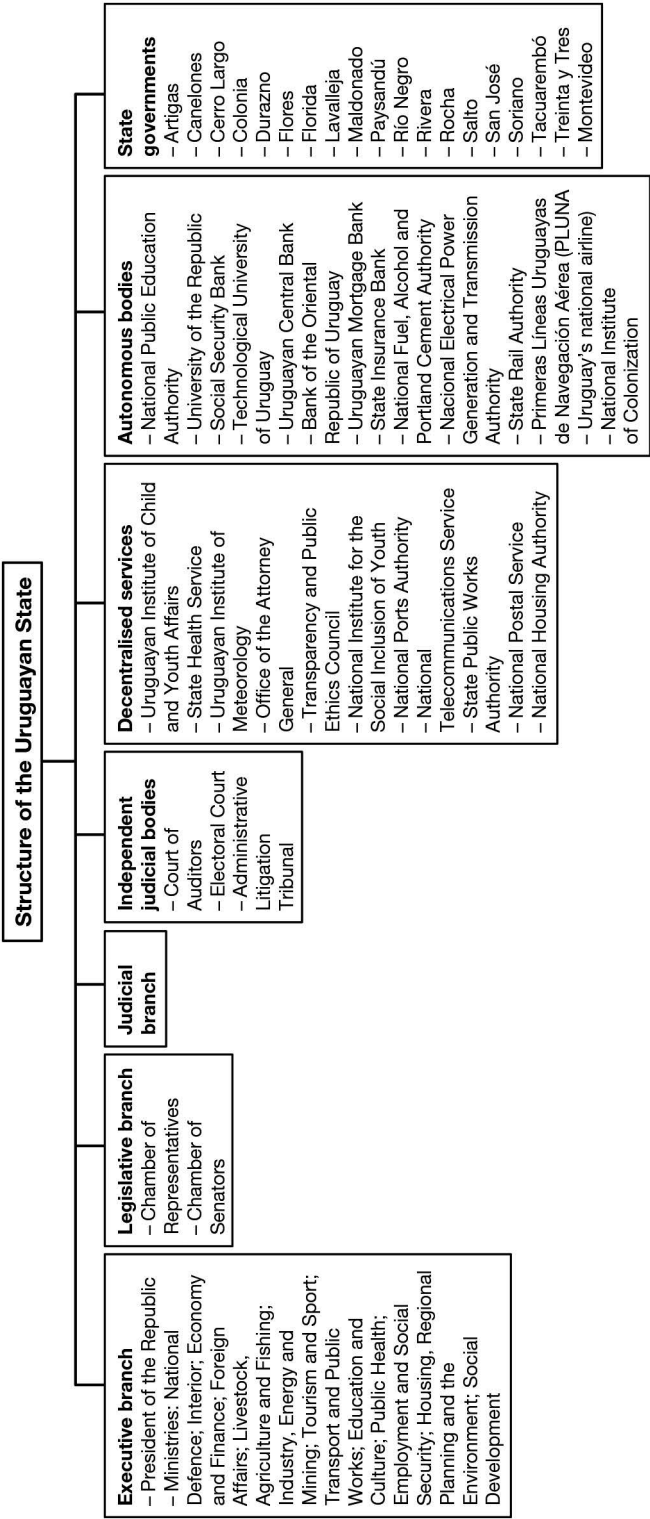 Structure of the Uruguayan State
Executive branch
– President of the Republic
– Ministries: National
Defence; Interior; Economy
and Finance; Foreign
Affairs; Livestock,
Agriculture and Fishing;
Industry, Energy and
Mining; Tourism and Sport;
Transport and Public
Works; Education and
Culture; Public Health;
Employment and Social
Security; Housing, Regional
Planning and the
Environment; Social
Development
Legislative branch
– Chamber of
Representatives
– Chamber of
Senators
Judicial
branch
Independent
judicial bodies
– Court of
Auditors
– Electoral Court
– Administrative
Litigation
Tribunal
Decentralised services
– Uruguayan Institute of Child
and Youth Affairs
– State Health Service
– Uruguayan Institute of
Meteorology
– Office of the Attorney
General
– Transparency and Public
Ethics Council
– National Institute for the
Social Inclusion of Youth
– National Ports Authority
– National
Telecommunications Service
– State Public Works
Authority
– National Postal Service
– National Housing Authority
Autonomous bodies
– National Public Education
Authority
– University of the Republic
– Social Security Bank
– Technological University
of Uruguay
– Uruguayan Central Bank
– Bank of the Oriental
Republic of Uruguay
– Uruguayan Mortgage Bank
– State Insurance Bank
– National Fuel, Alcohol and
Portland Cement Authority
– Nacional Electrical Power
Generation and Transmission
Authority
– State Rail Authority
– Primeras Líneas Uruguayas
de Navegación Aérea (PLUNA
– Uruguay's national airline)
– National Institute
of Colonization
State
governments
– Artigas
– Canelones
– Cerro Largo
– Colonia
– Durazno
– Flores
– Florida
– Lavalleja
– Maldonado
– Paysandú
– Río Negro
– Rivera
– Rocha
– Salto
– San José
– Soriano
– Tacuarembó
– Treinta y Tres
– Montevideo